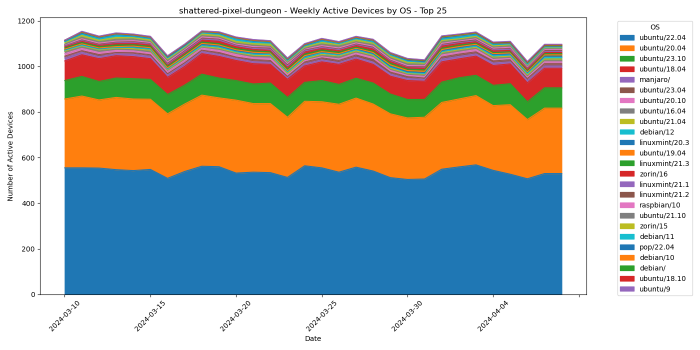 shattered-pixel-dungeon - Weekly Active Devices by OS - Top 25
Number of Active Devices
1200
1000
800
600
400
200
0
2024-03-10
2024-03-15
2024-03-20
2024-03-25
2024-03-30
2024-04-04
Date
OS
ubuntu/22.04
ubuntu/20.04
ubuntu/23.10
ubuntu/18.04
manjaro/
ubuntu/23.04
ubuntu/20.10
ubuntu/16.04
ubuntu/21.04
debian/12
linuxmint/20.3
ubuntu/19.04
linuxmint/21.3
zorin/16
linuxmint/21.1
linuxmint/21.2
raspbian/10
ubuntu/21.10
zorin/15
debian/11
pop/22.04
debian/10
debian/
ubuntu/18.10
ubuntu/9